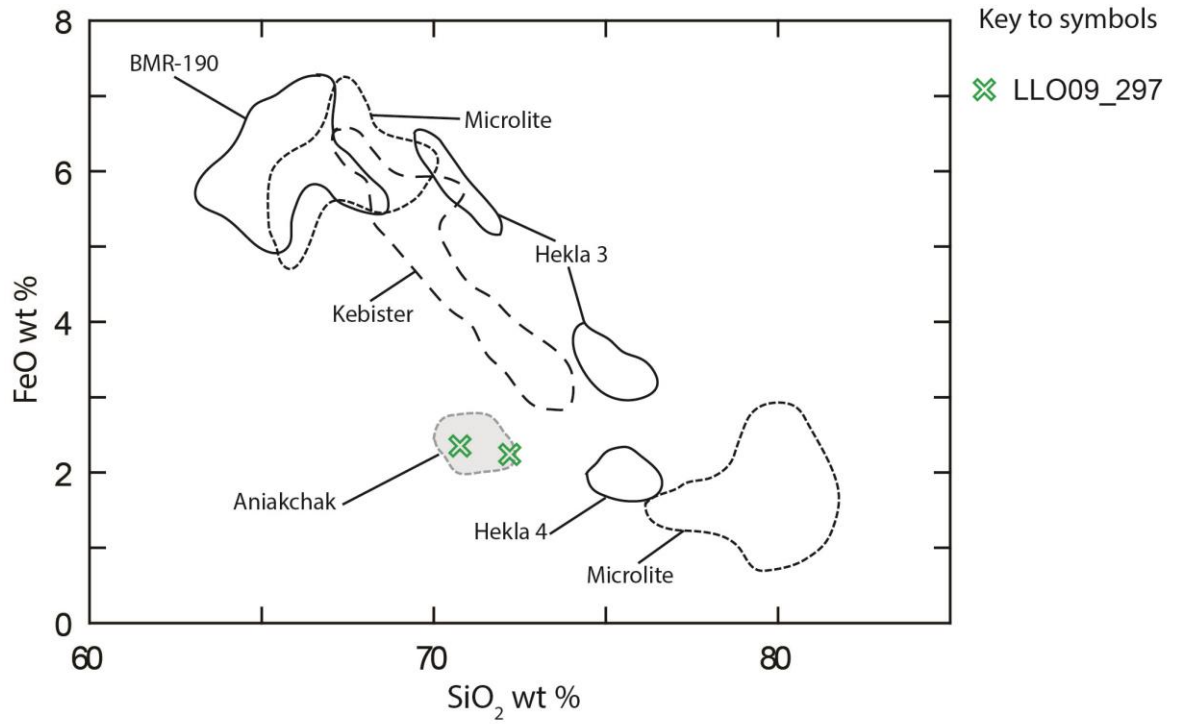 Key to symbols
LLO09_297
8
6
4
2
0
FeO wt %
BMR-190
Microlite
Hekla 3
Kebister
Aniakchak
Hekla 4
Microlite
60
70
80
SiO₂ wt %